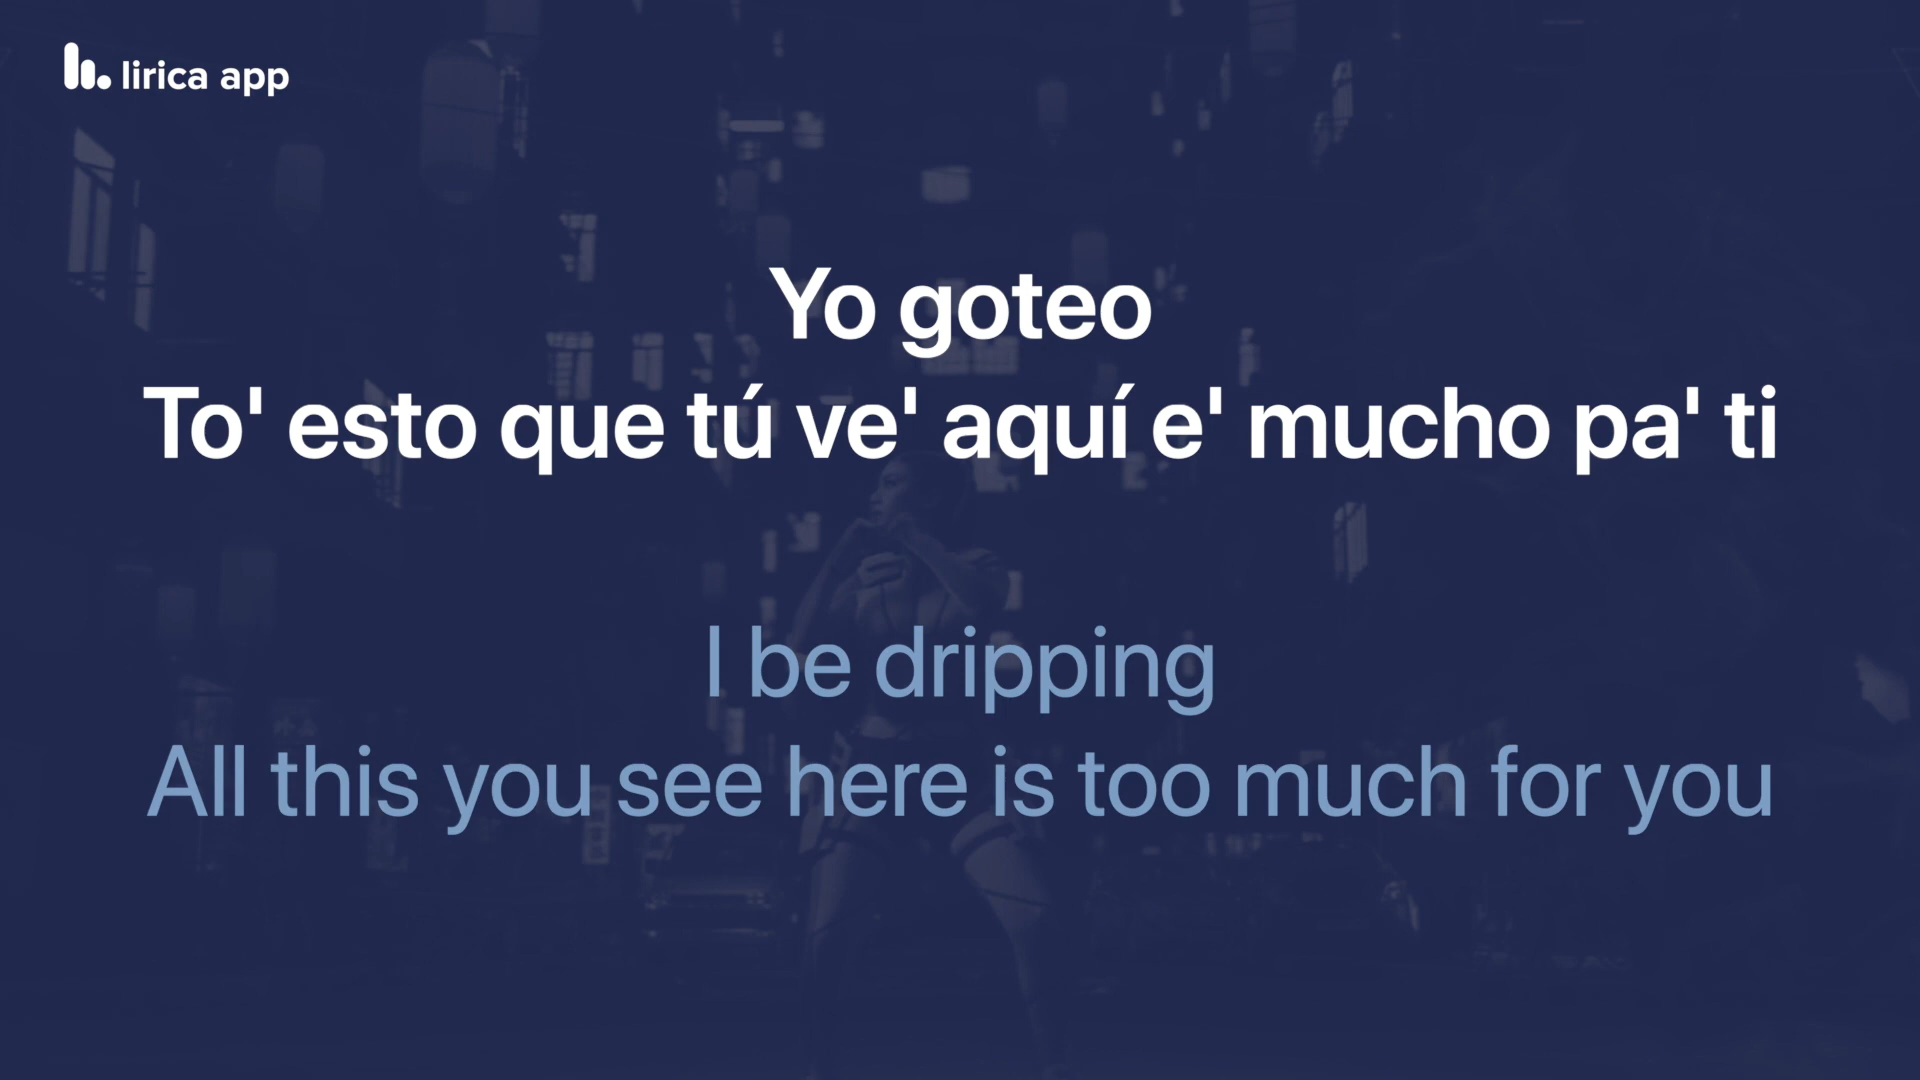 lirica app
Yo goteo
To' esto que tú ve' aquí e' mucho pa' ti
I be dripping
All this you see here is too much for you